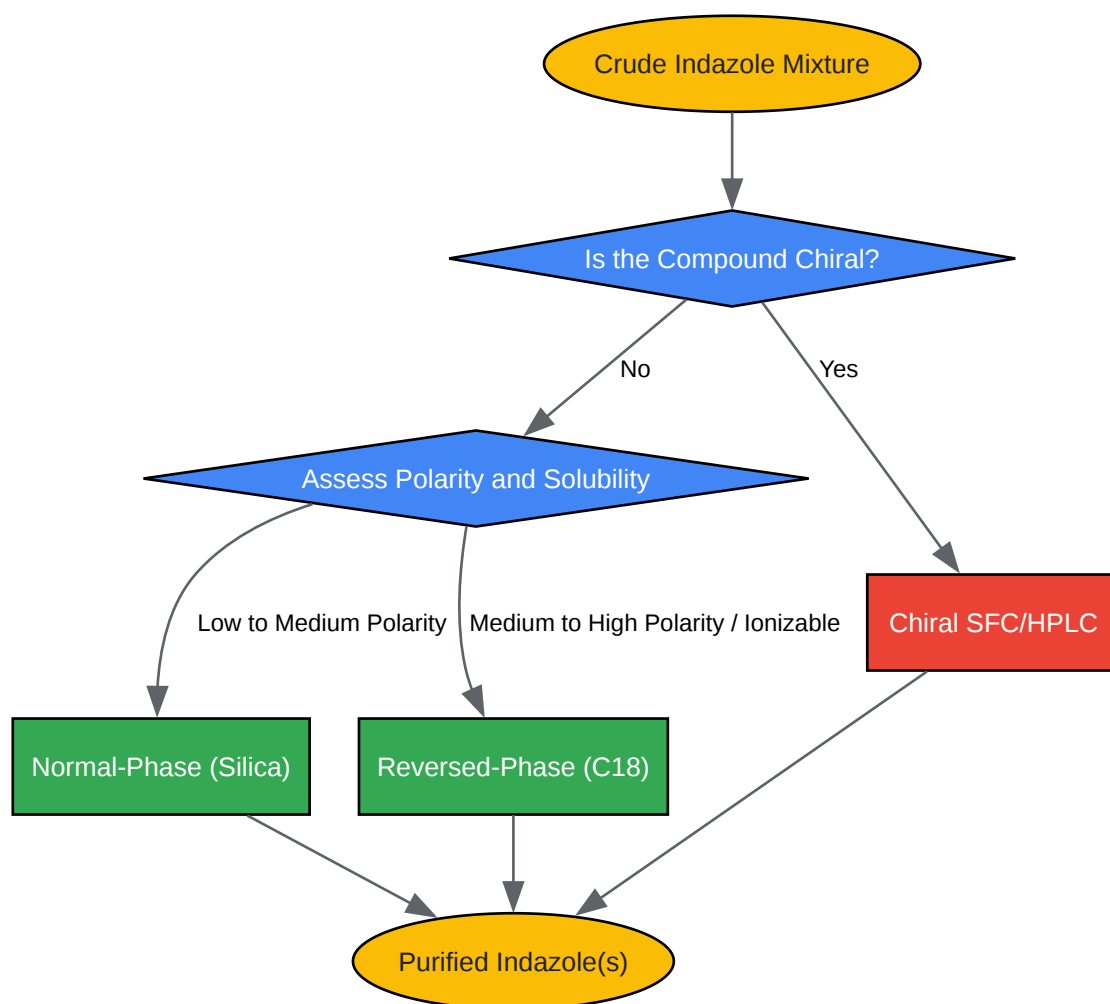 Crude Indazole Mixture
Is the Compound Chiral?
No
Yes
Assess Polarity and Solubility
Low to Medium Polarity
Medium to High Polarity / Ionizable
Chiral SFC/HPLC
Normal-Phase (Silica)
Reversed-Phase (C18)
Purified Indazole(s)